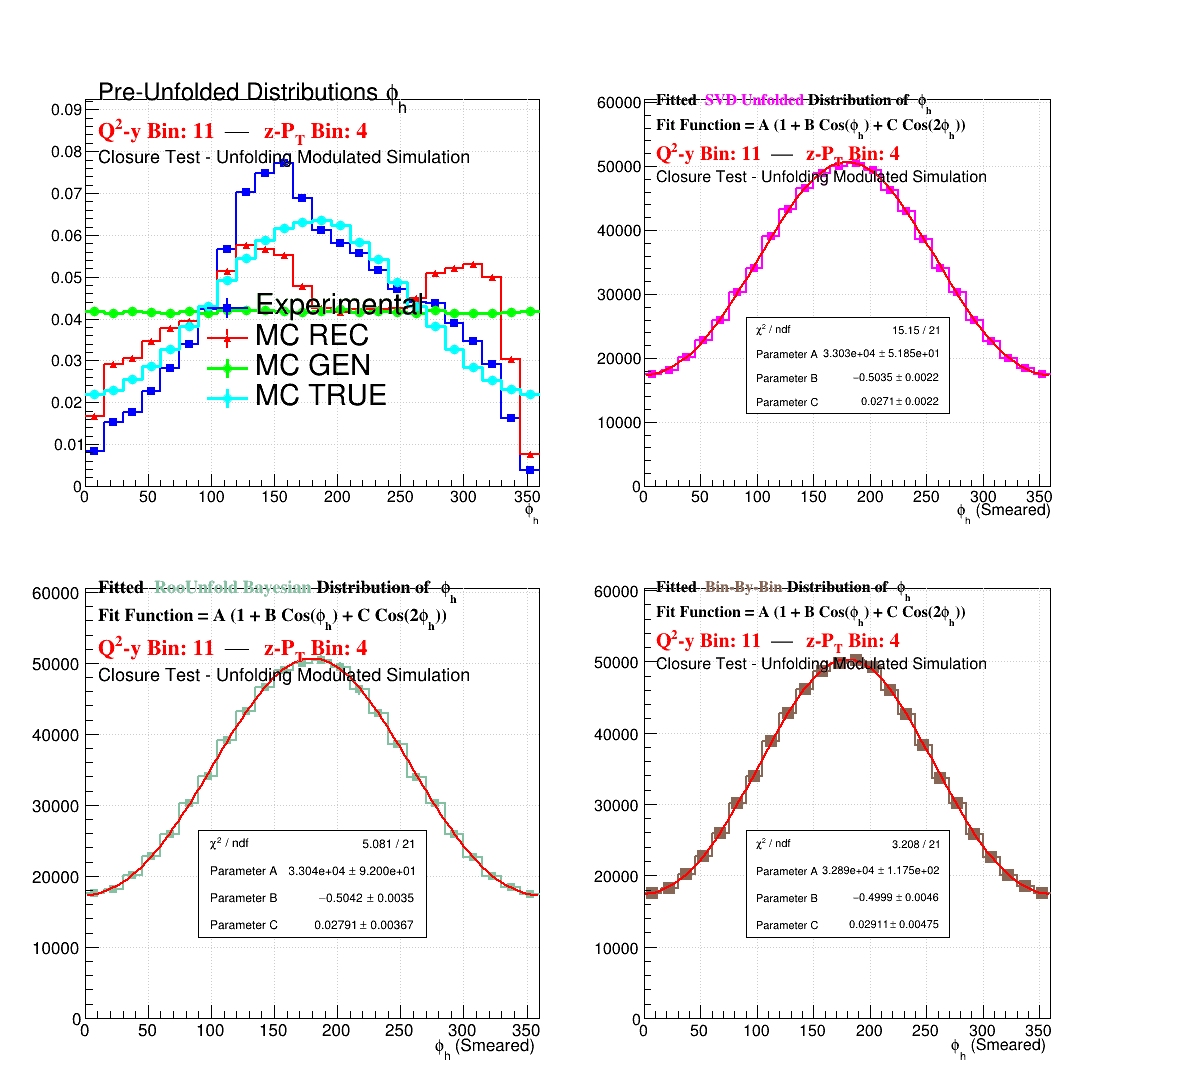 Pre-Unfolded Distributions ϕh
Q²-y Bin: 11 — z-PT Bin: 4
Closure Test - Unfolding Modulated Simulation
0.09
0.08
0.07
0.06
0.05
0.04
0.03
0.02
0.01
0
Experimental
MC REC
MC GEN
MC TRUE
0 50 100 150 200 250 300 350
ϕh
Fitted SVD Unfolded Distribution of ϕh
Fit Function = A (1 + B Cos(ϕh) + C Cos(2ϕh))
Q²-y Bin: 11 — z-PT Bin: 4
Closure Test - Unfolding Modulated Simulation
60000
50000
40000
30000
20000
10000
0
χ² / ndf 15.15 / 21
Parameter A 3.303e+04 ± 5.185e+01
Parameter B −0.5035 ± 0.0022
Parameter C 0.0271 ± 0.0022
0 50 100 150 200 250 300 350
ϕh (Smeared)
Fitted RooUnfold Bayesian Distribution of ϕh
Fit Function = A (1 + B Cos(ϕh) + C Cos(2ϕh))
Q²-y Bin: 11 — z-PT Bin: 4
Closure Test - Unfolding Modulated Simulation
60000
50000
40000
30000
20000
10000
0
χ² / ndf 5.081 / 21
Parameter A 3.304e+04 ± 9.200e+01
Parameter B −0.5042 ± 0.0035
Parameter C 0.02791 ± 0.00367
0 50 100 150 200 250 300 350
ϕh (Smeared)
Fitted Bin-By-Bin Distribution of ϕh
Fit Function = A (1 + B Cos(ϕh) + C Cos(2ϕh))
Q²-y Bin: 11 — z-PT Bin: 4
Closure Test - Unfolding Modulated Simulation
60000
50000
40000
30000
20000
10000
0
χ² / ndf 3.208 / 21
Parameter A 3.289e+04 ± 1.175e+02
Parameter B −0.4999 ± 0.0046
Parameter C 0.02911 ± 0.00475
0 50 100 150 200 250 300 350
ϕh (Smeared)